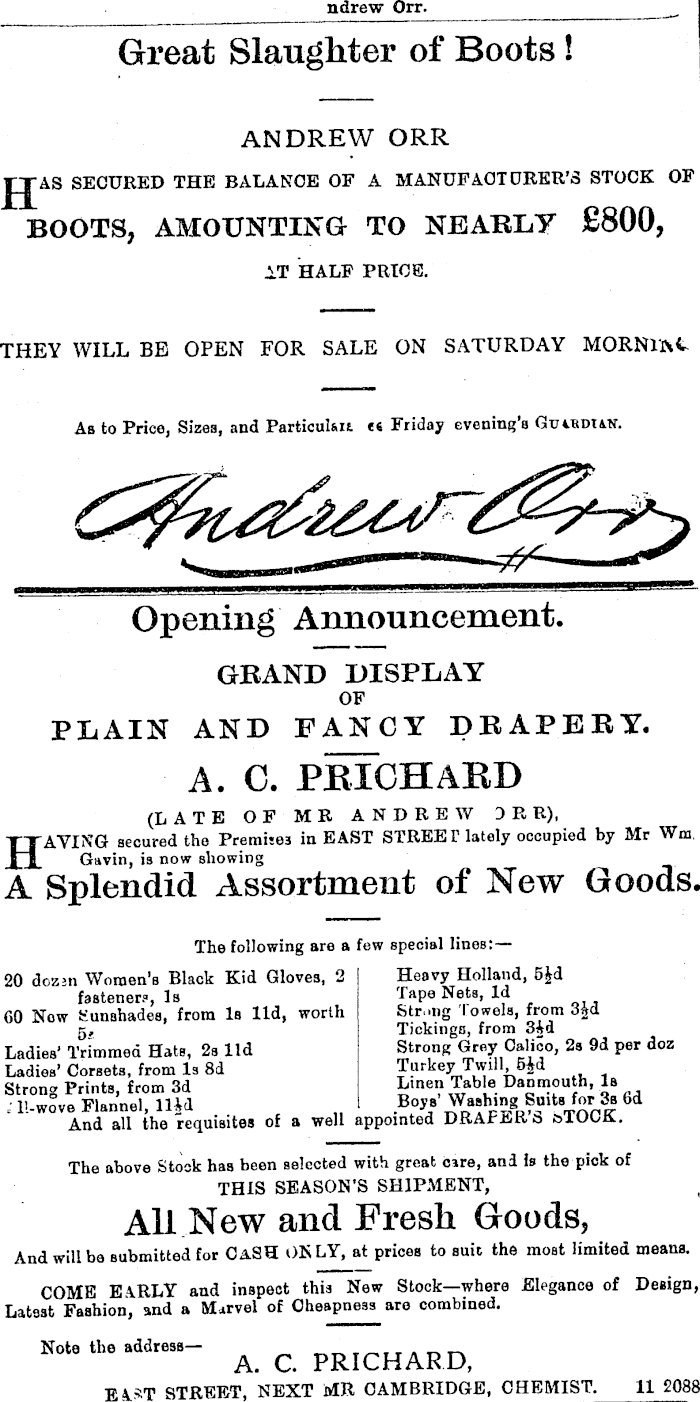 ndrew Orr.
Great Slaughter of Boots!
ANDREW ORR
HAS SECURED THE BALANCE OF A MANUFACTURER'S STOCK OF
BOOTS, AMOUNTING TO NEARLY £800,
AT HALF PRICE.
THEY WILL BE OPEN FOR SALE ON SATURDAY MORNING
As to Price, Sizes, and Particulars Friday evening's GUARDIAN.
Andrew Orr
Opening Announcement.
GRAND DISPLAY
OF
PLAIN AND FANCY DRAPERY.
A. C. PRICHARD
(LATE OF MR ANDREW ORR),
HAVING secured the Premises in EAST STREET lately occupied by Mr Wm.
Gavin, is now showing
A Splendid Assortment of New Goods.
The following are a few special lines:—
20 dozen Women's Black Kid Gloves, 2
fasteners, 1s
60 New Sunshades, from 1s 11d, worth
5s
Ladies' Trimmed Hats, 2s 11d
Ladies' Corsets, from 1s 8d
Strong Prints, from 3d
All-wove Flannel, 11½d
Heavy Holland, 5½d
Tape Nets, 1d
Strong Towels, from 3½d
Tickings, from 3½d
Strong Grey Calico, 2s 9d per doz
Turkey Twill, 5½d
Linen Table Danmouth, 1s
Boys' Washing Suits for 3s 6d
And all the requisites of a well appointed DRAPER'S STOCK.
The above Stock has been selected with great care, and is the pick of
THIS SEASON'S SHIPMENT,
All New and Fresh Goods,
And will be submitted for CASH ONLY, at prices to suit the most limited means.
COME EARLY and inspect this New Stock—where Elegance of Design,
Latest Fashion, and a Marvel of Cheapness are combined.
Note the address—
A. C. PRICHARD,
EAST STREET, NEXT MR CAMBRIDGE, CHEMIST. 11 2088